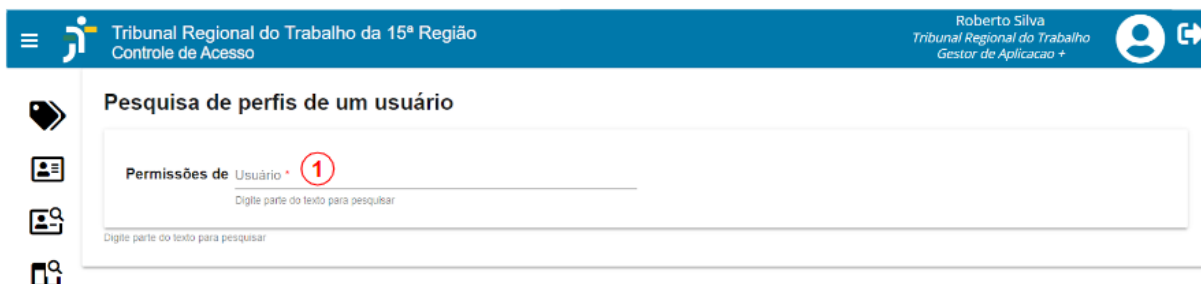 Tribunal Regional do Trabalho da 15ª Região
Controle de Acesso
Roberto Silva
Tribunal Regional do Trabalho
Gestor de Aplicacao +
Pesquisa de perfis de um usuário
Permissões de Usuário * 1
Digite parte do texto para pesquisar
Digite parte do texto para pesquisar